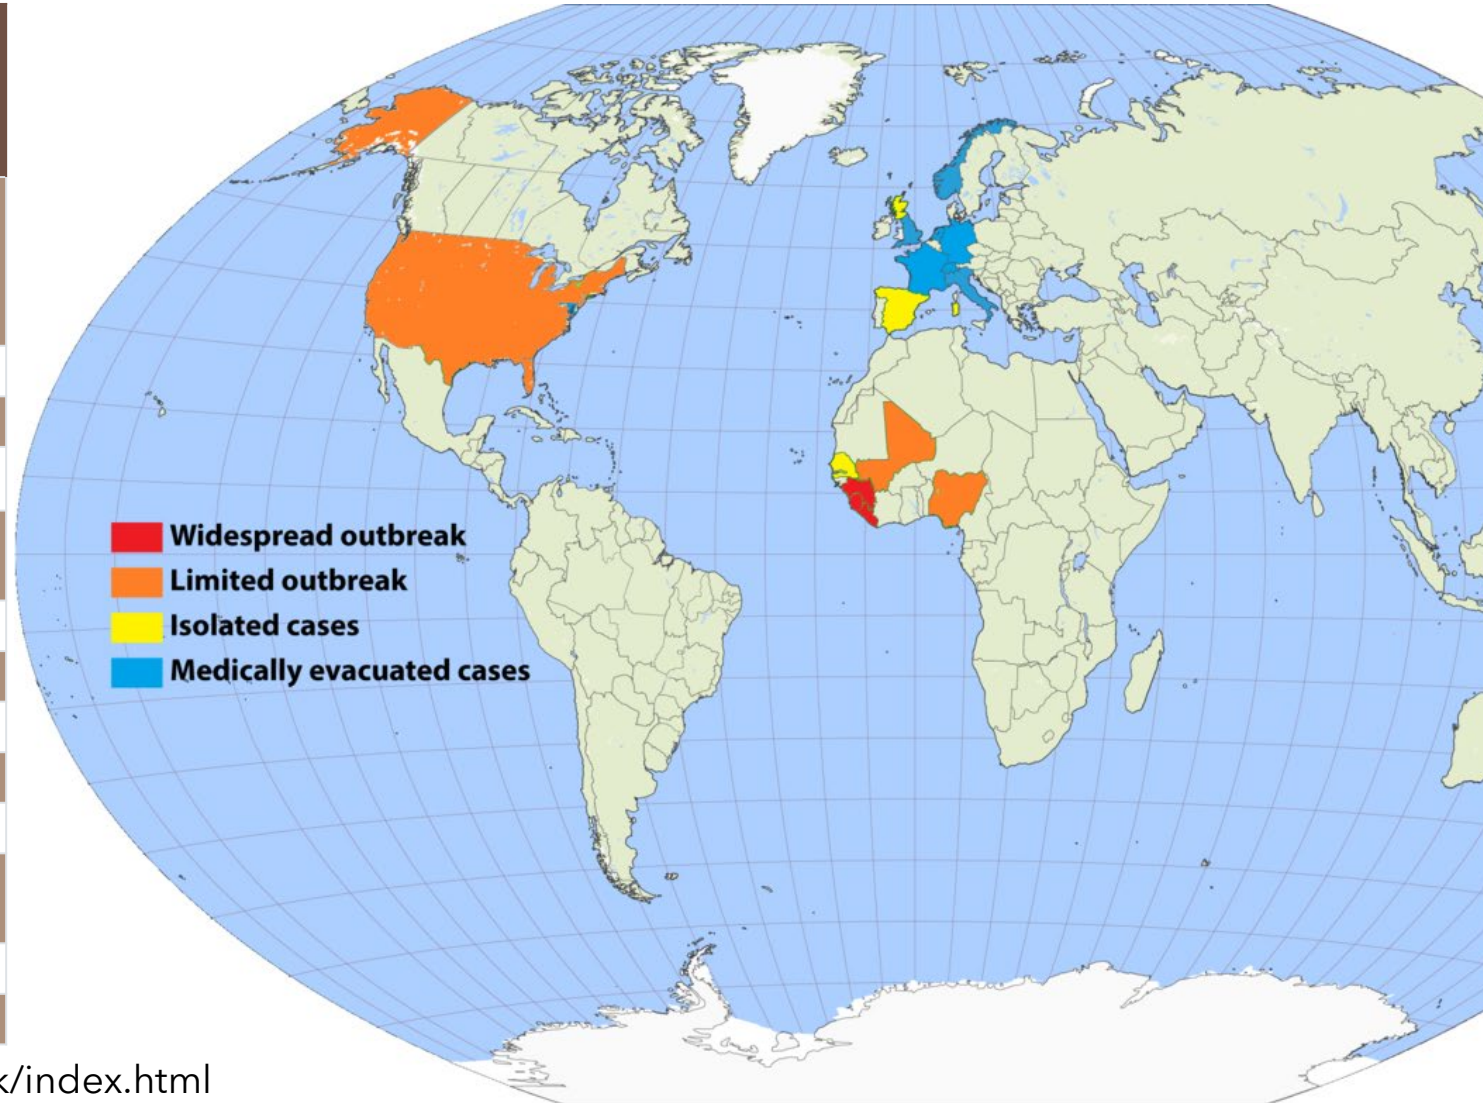 Widespread outbreak
Limited outbreak
Isolated cases
Medically evacuated cases
/index.html